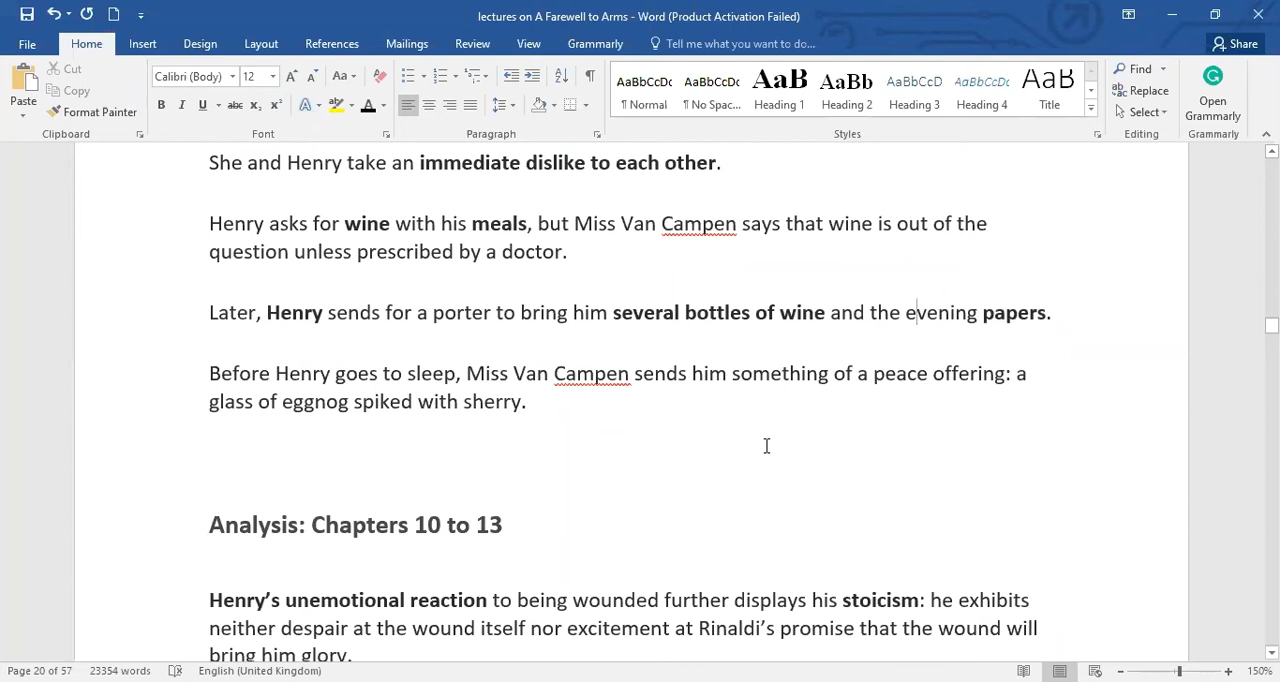 lectures on A Farewell to Arms - Word (Product Activation Failed)
File Home Insert Design Layout References Mailings Review View Grammarly Tell me what you want to do... Share
Paste Cut Copy Format Painter Clipboard
Calibri (Body) 12 Font
Paragraph
AaBbCcDc AaBbCcDc AaB AaBb AaBbCcD AaBbCcDc AaB
¶ Normal ¶ No Spac... Heading 1 Heading 2 Heading 3 Heading 4 Title
Styles
Find Replace Select Editing
Open Grammarly
Grammarly
She and Henry take an immediate dislike to each other.
Henry asks for wine with his meals, but Miss Van Campen says that wine is out of the
question unless prescribed by a doctor.
Later, Henry sends for a porter to bring him several bottles of wine and the evening papers.
Before Henry goes to sleep, Miss Van Campen sends him something of a peace offering: a
glass of eggnog spiked with sherry.
Analysis: Chapters 10 to 13
Henry’s unemotional reaction to being wounded further displays his stoicism: he exhibits
neither despair at the wound itself nor excitement at Rinaldi’s promise that the wound will
bring him glory.
Page 20 of 57 23354 words English (United Kingdom) 150%